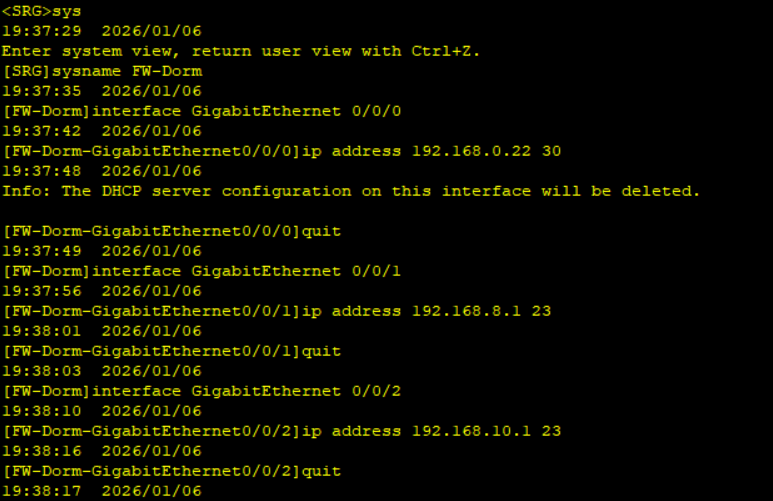 <SRG>sys
19:37:29  2026/01/06
Enter system view, return user view with Ctrl+Z.
[SRG]sysname FW-Dorm
19:37:35  2026/01/06
[FW-Dorm]interface GigabitEthernet 0/0/0
19:37:42  2026/01/06
[FW-Dorm-GigabitEthernet0/0/0]ip address 192.168.0.22 30
19:37:48  2026/01/06
Info: The DHCP server configuration on this interface will be deleted.
[FW-Dorm-GigabitEthernet0/0/0]quit
19:37:49  2026/01/06
[FW-Dorm]interface GigabitEthernet 0/0/1
19:37:56  2026/01/06
[FW-Dorm-GigabitEthernet0/0/1]ip address 192.168.8.1 23
19:38:01  2026/01/06
[FW-Dorm-GigabitEthernet0/0/1]quit
19:38:03  2026/01/06
[FW-Dorm]interface GigabitEthernet 0/0/2
19:38:10  2026/01/06
[FW-Dorm-GigabitEthernet0/0/2]ip address 192.168.10.1 23
19:38:16  2026/01/06
[FW-Dorm-GigabitEthernet0/0/2]quit
19:38:17  2026/01/06